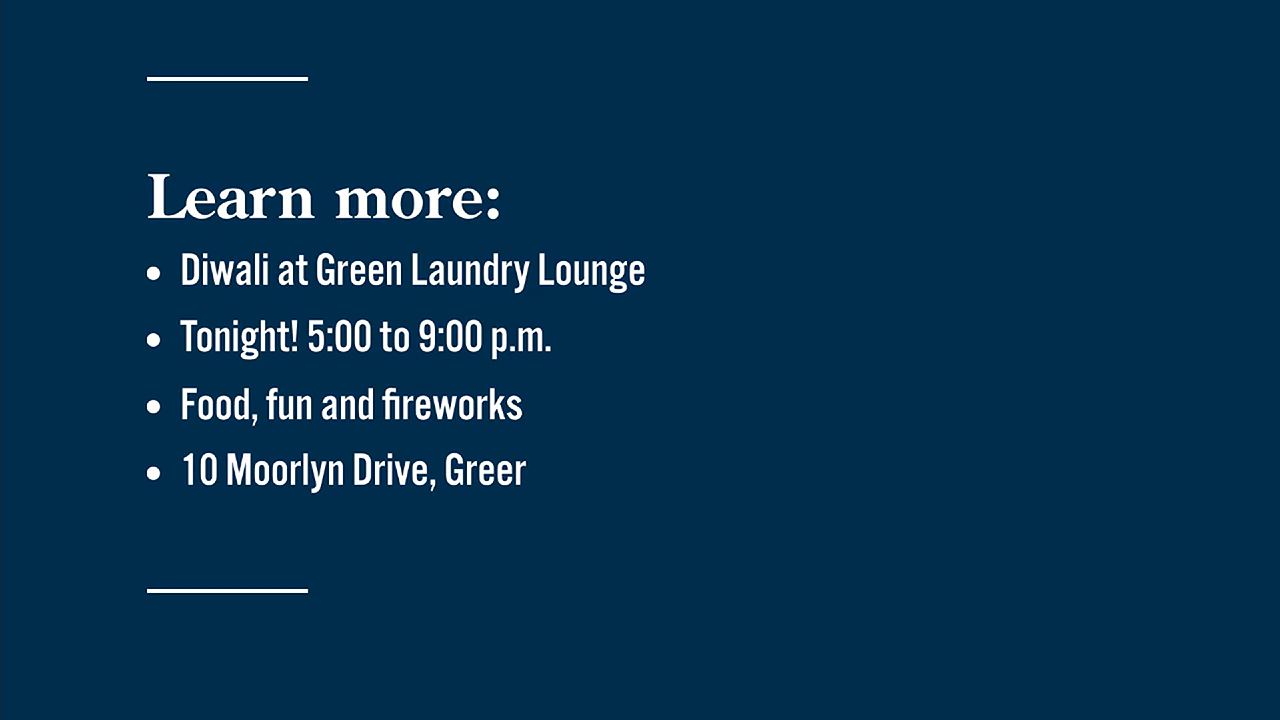 Learn more:
• Diwali at Green Laundry Lounge
• Tonight! 5:00 to 9:00 p.m.
• Food, fun and fireworks
• 10 Moorlyn Drive, Greer